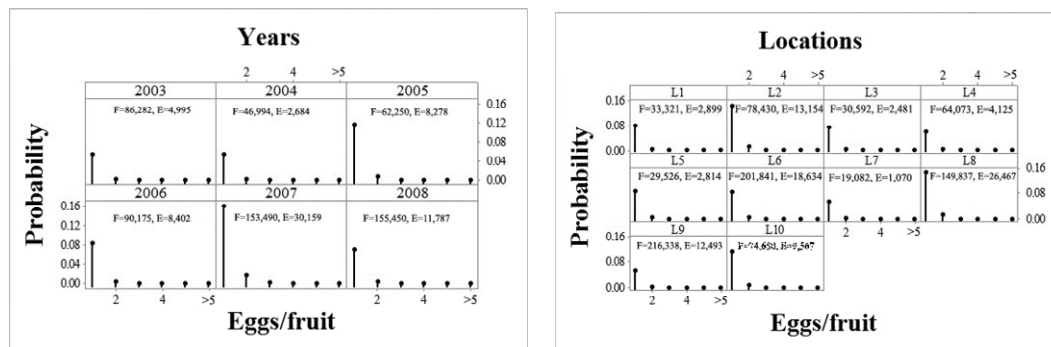 Years
2 4 >5
2003 2004 2005
F=86,282, E=4,995 F=46,994, E=2,684 F=62,250, E=8,278
0.16
0.12
0.08
0.04
0.00
2006 2007 2008
F=90,175, E=8,402 F=153,490, E=30,159 F=155,450, E=11,787
0.16
0.12
0.08
0.04
0.00
2 4 >5 2 4 >5
Probability
Eggs/fruit
Locations
2 4 >5 2 4 >5
L1 L2 L3 L4
F=33,321, E=2,899 F=78,430, E=13,154 F=30,592, E=2,481 F=64,073, E=4,125
0.16
0.08
0.00
L5 L6 L7 L8
F=29,526, E=2,814 F=201,841, E=18,634 F=19,082, E=1,070 F=149,837, E=26,467
0.16
0.08
0.00
L9 L10
F=216,338, E=12,493
0.16
0.08
0.00
2 4 >5
2 4 >5 2 4 >5
Probability
Eggs/fruit